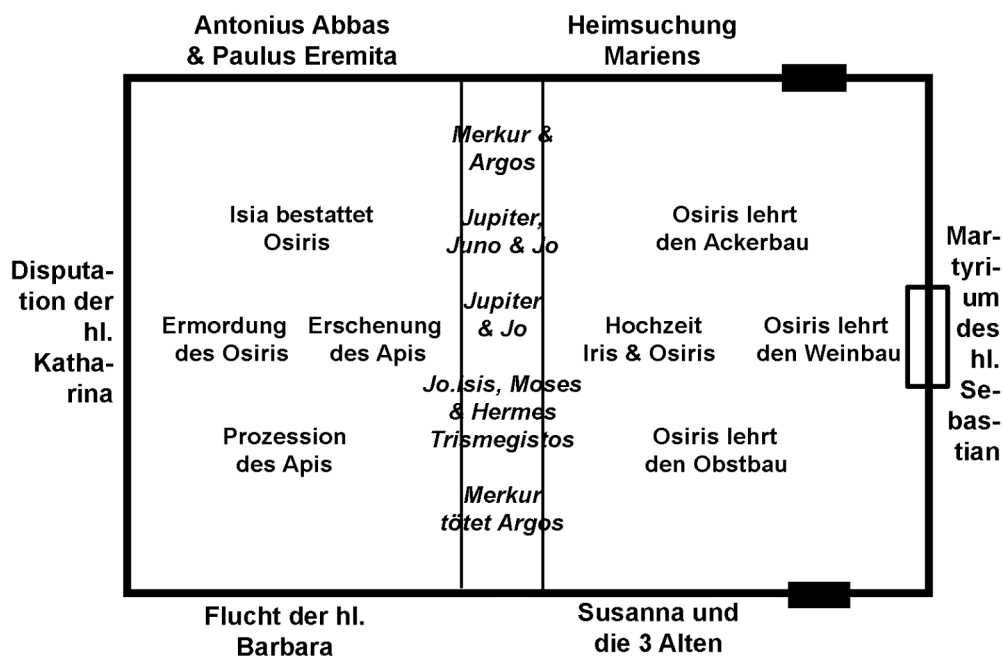 Antonius Abbas
& Paulus Eremita
Heimsuchung
Mariens
Merkur &
Argos
Isia bestattet
Osiris
Jupiter,
Juno & Jo
Osiris lehrt
den Ackerbau
Disputa-
tion der
hl.
Katha-
rina
Ermordung
des Osiris
Erschenung
des Apis
Jupiter
& Jo
Hochzeit
Iris & Osiris
Osiris lehrt
den Weinbau
Mar-
tyri-
um
des
hl.
Se-
bas-
tian
Jo.isis, Moses
& Hermes
Trismegistos
Prozession
des Apis
Osiris lehrt
den Obstbau
Merkur
tötet Argos
Flucht der hl.
Barbara
Susanna und
die 3 Alten